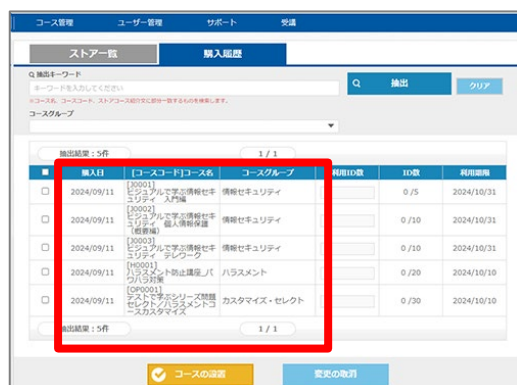 コース管理 ユーザー管理 サポート 受講
ストア一覧 購入履歴
抽出キーワード
キーワードを入力してください
抽出 クリア
※コース名、コースコード、ストアコース紹介文に部分一致するものを検索します。
コースグループ
抽出結果：5件 1 / 1
購入日 [コースコード]コース名 コースグループ 利用ID数 ID数 利用期限
2024/09/11 [J0001] ビジュアルで学ぶ情報セキュリティ 入門編 情報セキュリティ 0 /5 2024/10/31
2024/09/11 [J0002] ビジュアルで学ぶ情報セキュリティ 個人情報保護（概要編） 情報セキュリティ 0 /10 2024/10/31
2024/09/11 [J0003] ビジュアルで学ぶ情報セキュリティ テレワーク 情報セキュリティ 0 /10 2024/10/31
2024/09/11 [H0001] ハラスメント防止講座_パワハラ対策 ハラスメント 0 /20 2024/10/10
2024/09/11 [OP0001] テストで学ぶシリーズ問題セレクト／ハラスメントコースカスタマイズ カスタマイズ・セレクト 0 /30 2024/10/10
抽出結果：5件 1 / 1
コースの設置 変更の取消